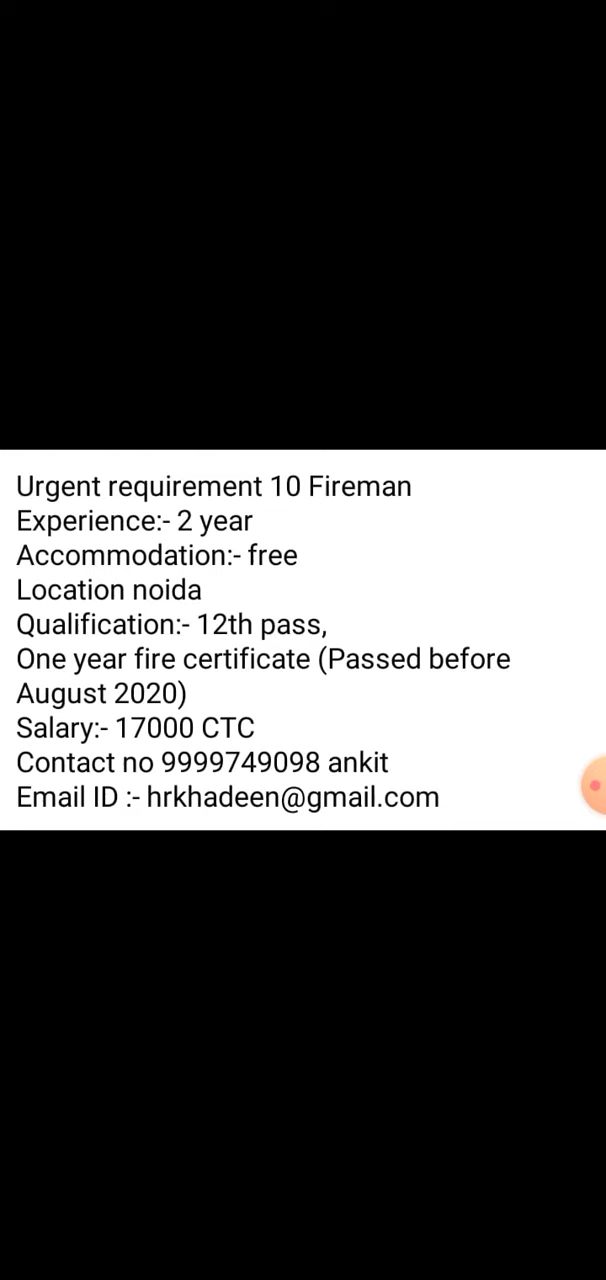 Urgent requirement 10 Fireman
Experience:- 2 year
Accommodation:- free
Location noida
Qualification:- 12th pass,
One year fire certificate (Passed before
August 2020)
Salary:- 17000 CTC
Contact no 9999749098 ankit
Email ID :- hrkhadeen@gmail.com